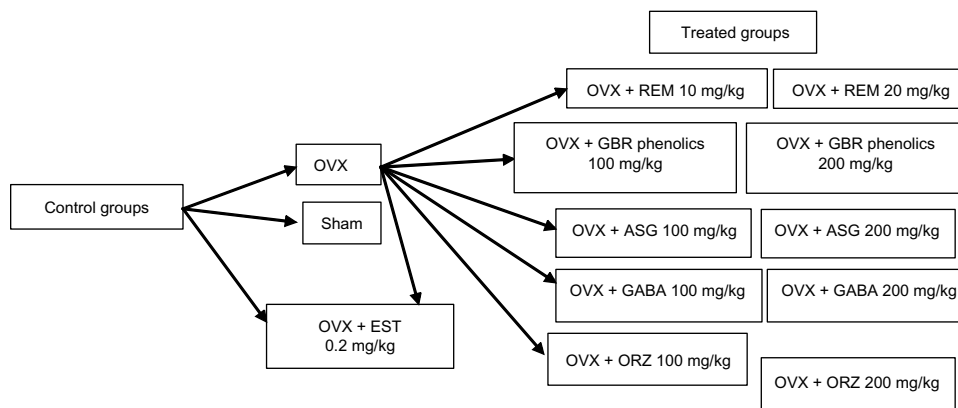 Treated groups
OVX + REM 10 mg/kg
OVX + REM 20 mg/kg
OVX + GBR phenolics
100 mg/kg
OVX + GBR phenolics
200 mg/kg
OVX
Control groups
Sham
OVX + ASG 100 mg/kg
OVX + ASG 200 mg/kg
OVX + GABA 100 mg/kg
OVX + GABA 200 mg/kg
OVX + EST
0.2 mg/kg
OVX + ORZ 100 mg/kg
OVX + ORZ 200 mg/kg